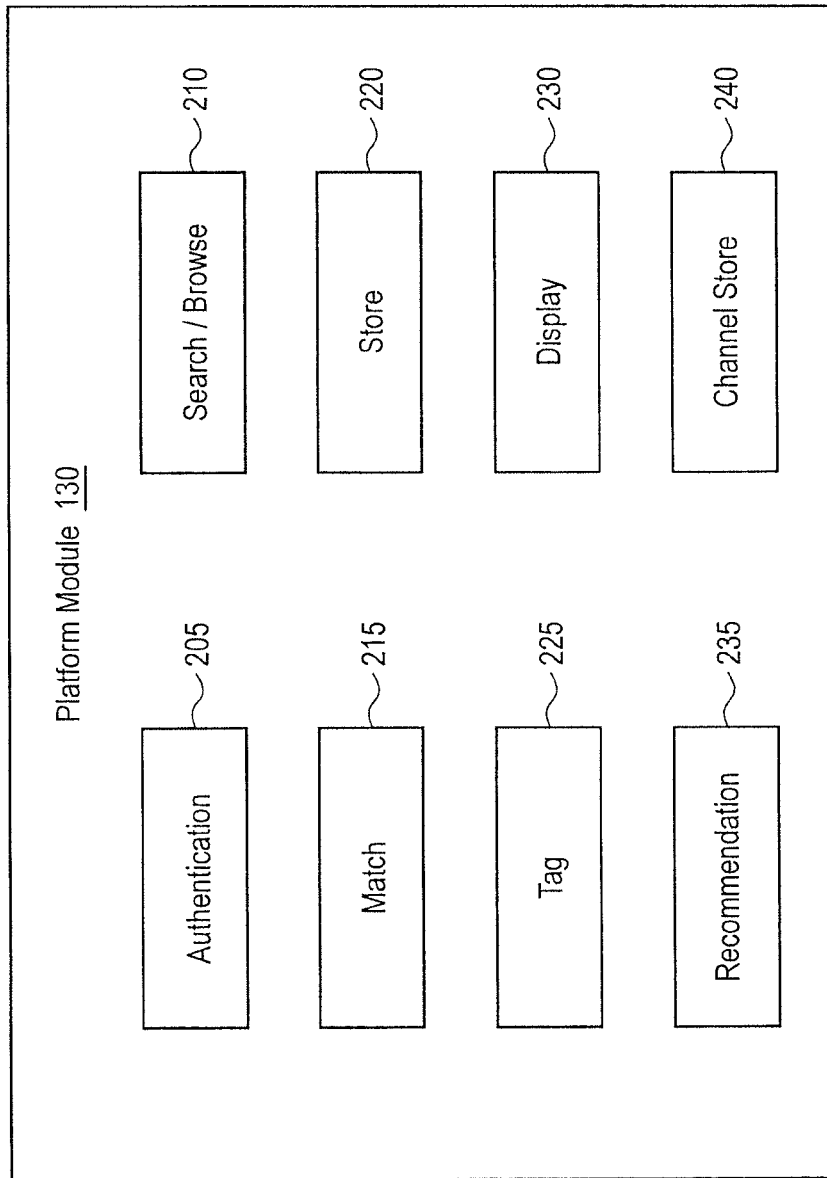 Platform Module 130
Authentication
205
Search / Browse
210
Match
215
Store
220
Tag
225
Display
230
Recommendation
235
Channel Store
240